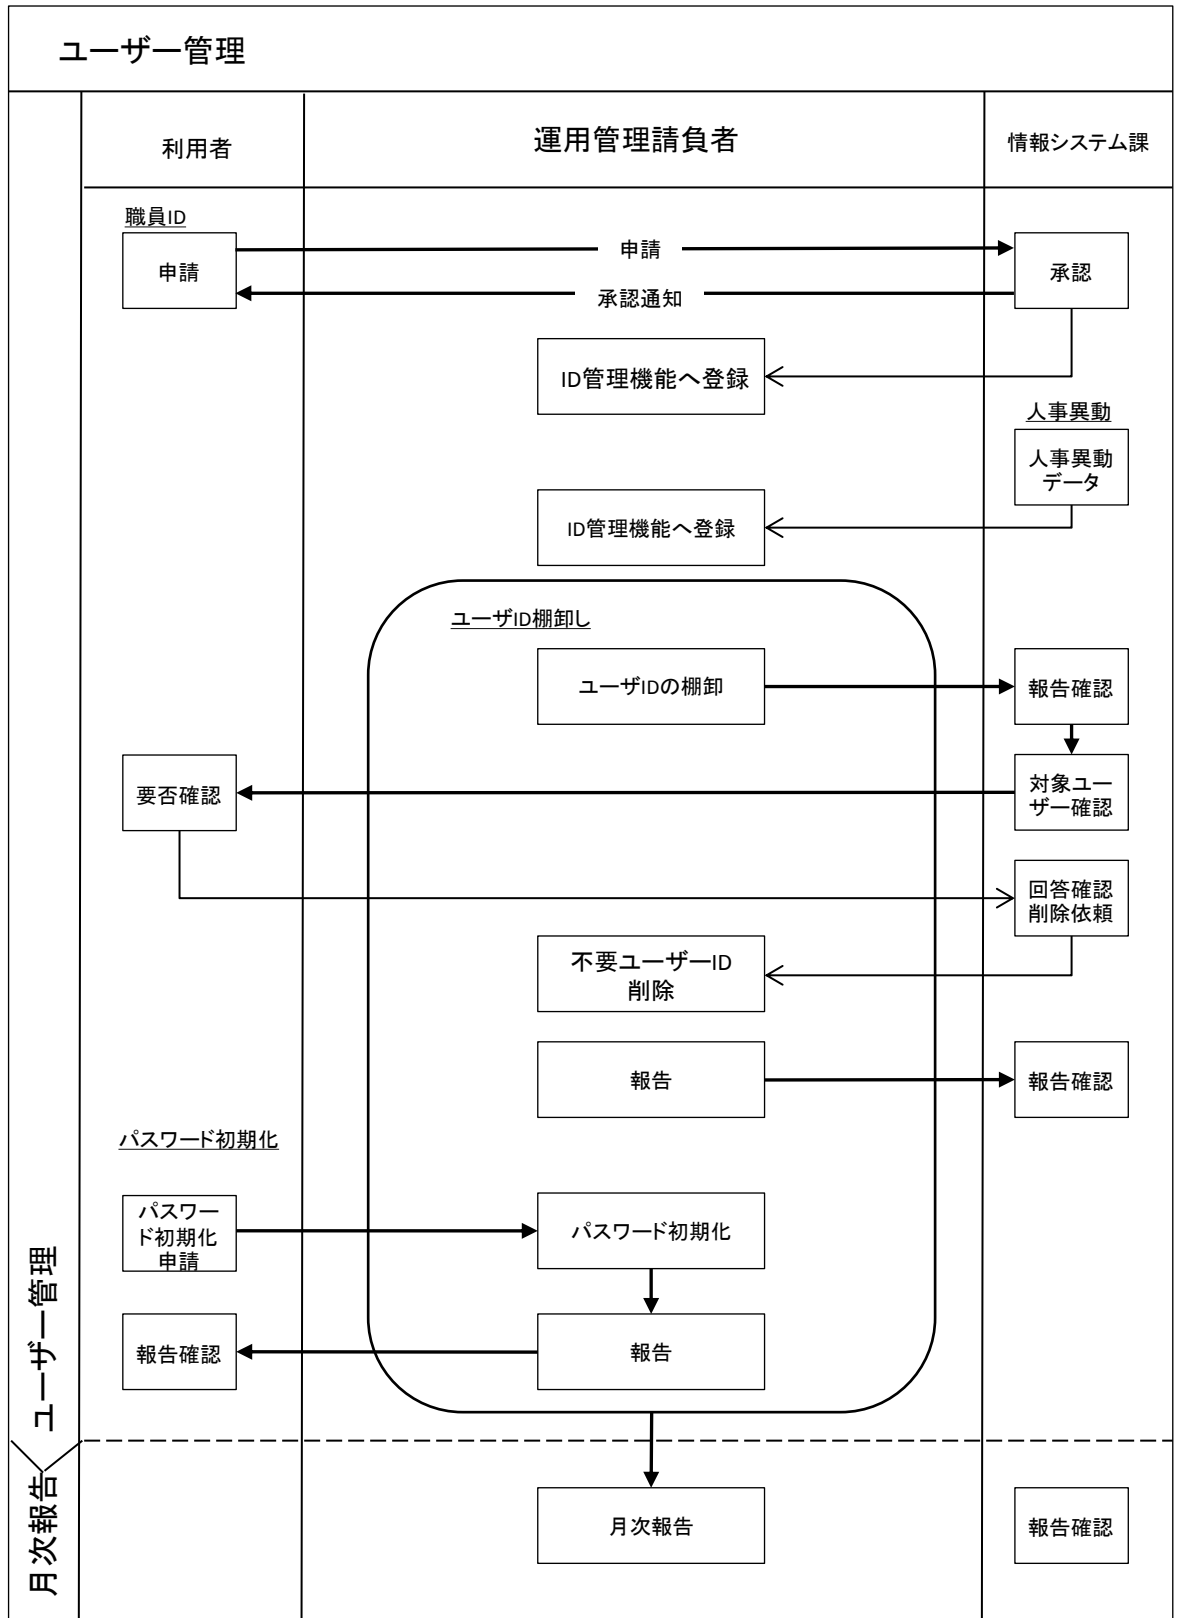 ユーザー管理
利用者
運用管理請負者
情報システム課
職員ID
申請
申請
承認通知
承認
ID管理機能へ登録
人事異動
人事異動
データ
ID管理機能へ登録
ユーザID棚卸し
ユーザIDの棚卸
報告確認
要否確認
対象ユー
ザー確認
回答確認
削除依頼
不要ユーザーID
削除
報告
報告確認
パスワード初期化
パスワー
ド初期化
申請
パスワード初期化
報告確認
報告
ユーザー管理
月次報告
月次報告
報告確認